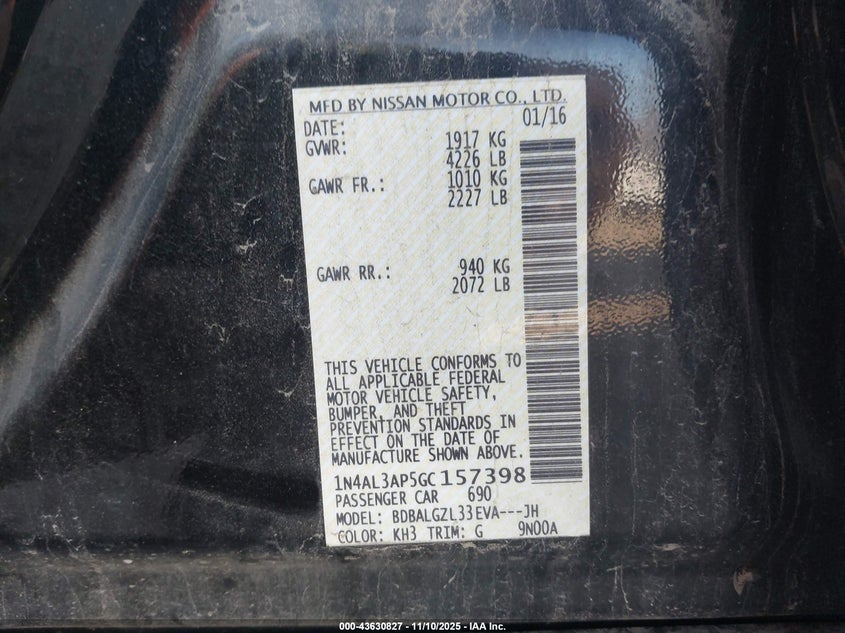 MFD BY NISSAN MOTOR CO., LTD.
DATE: 01/16
GVWR: 1917 KG
4226 LB
GAWR FR.: 1010 KG
2227 LB
GAWR RR.: 940 KG
2072 LB
THIS VEHICLE CONFORMS TO
ALL APPLICABLE FEDERAL
MOTOR VEHICLE SAFETY,
BUMPER, AND THEFT
PREVENTION STANDARDS IN
EFFECT ON THE DATE OF
MANUFACTURE SHOWN ABOVE.
1N4AL3AP5GC157398
PASSENGER CAR 690
MODEL: BDBALGZL33EVA---JH
COLOR: KH3 TRIM: G 9N00A
000-43630827 - 11/10/2025 - IAA Inc.